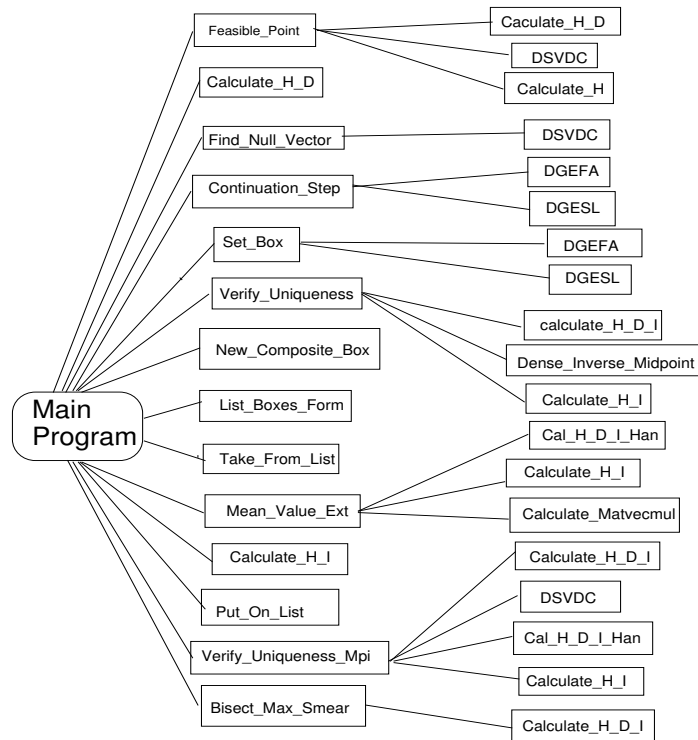 Feasible_Point
Caculate_H_D
DSVDC
Calculate_H
Calculate_H_D
Find_Null_Vector
DSVDC
Continuation_Step
DGEFA
DGESL
Set_Box
DGEFA
DGESL
Verify_Uniqueness
calculate_H_D_I
Dense_Inverse_Midpoint
Calculate_H_I
New_Composite_Box
List_Boxes_Form
Main
Program
Take_From_List
Mean_Value_Ext
Cal_H_D_I_Han
Calculate_H_I
Calculate_Matvecmul
Calculate_H_I
Put_On_List
Verify_Uniqueness_Mpi
Calculate_H_D_I
DSVDC
Cal_H_D_I_Han
Calculate_H_I
Bisect_Max_Smear
Calculate_H_D_I